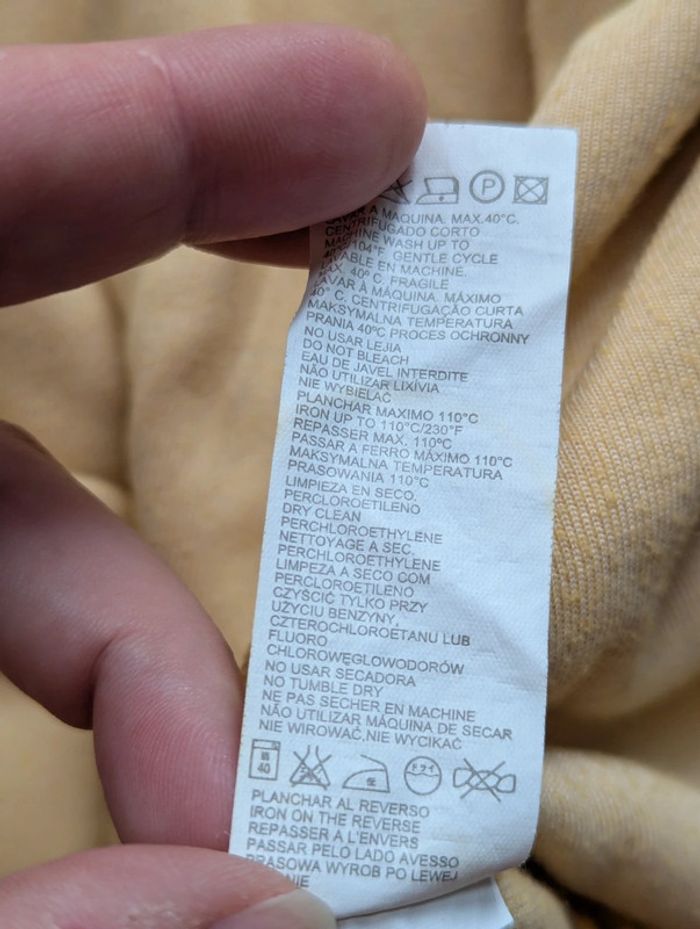 P
LAVAR A MAQUINA. MAX.40°C.
CENTRIFUGADO CORTO
MACHINE WASH UP TO
40°/104°F. GENTLE CYCLE
LAVABLE EN MACHINE.
MAX. 40º C. FRAGILE
LAVAR À MÁQUINA. MÁXIMO
40° C. CENTRIFUGAÇÃO CURTA
MAKSYMALNA TEMPERATURA
PRANIA 40ºC PROCES OCHRONNY
NO USAR LEJIA
DO NOT BLEACH
EAU DE JAVEL INTERDITE
NÃO UTILIZAR LIXÍVIA
NIE WYBIELAĆ
PLANCHAR MAXIMO 110°C
IRON UP TO 110°C/230°F
REPASSER MAX. 110ºC
PASSAR A FERRO MÁXIMO 110°C
MAKSYMALNA TEMPERATURA
PRASOWANIA 110°C
LIMPIEZA EN SECO.
PERCLOROETILENO
DRY CLEAN
PERCHLOROETHYLENE
NETTOYAGE A SEC.
PERCHLOROETHYLENE
LIMPEZA A SECO COM
PERCLOROETILENO
CZYŚCIĆ TYLKO PRZY
UŻYCIU BENZYNY,
CZTEROCHLOROETANU LUB
FLUORO
CHLOROWĘGLOWODORÓW
NO USAR SECADORA
NO TUMBLE DRY
NE PAS SECHER EN MACHINE
NÃO UTILIZAR MÁQUINA DE SECAR
NIE WIROWAĆ.NIE WYCIKAĆ
40 ドライ
PLANCHAR AL REVERSO
IRON ON THE REVERSE
REPASSER A L'ENVERS
PASSAR PELO LADO AVESSO
PRASOWA WYROB PO LEWEJ